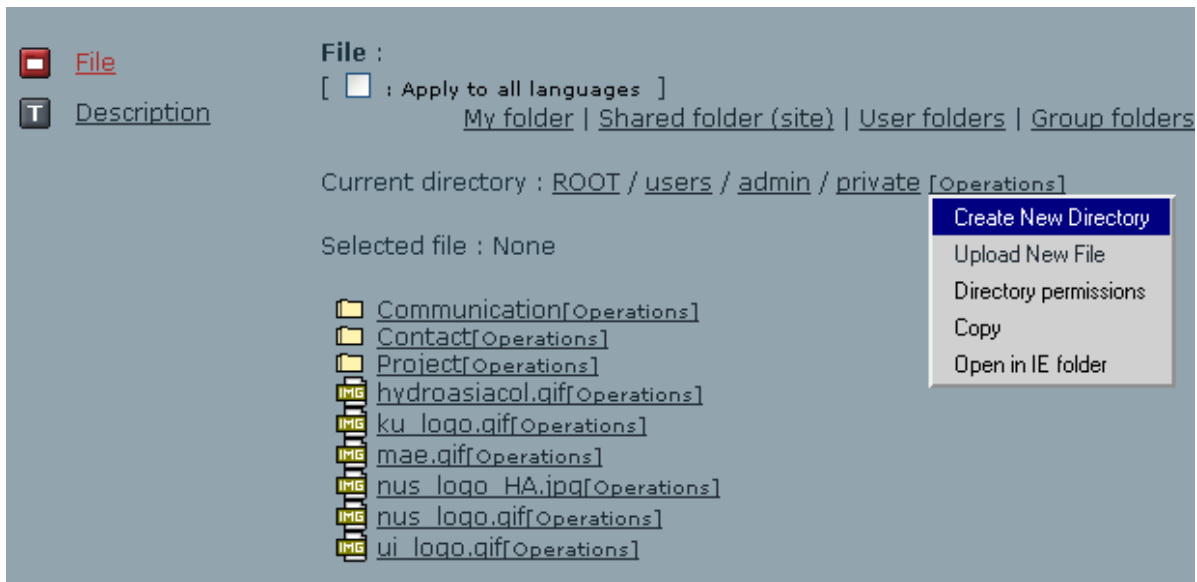 File
Description
T
File :
[ : Apply to all languages ]
My folder | Shared folder (site) | User folders | Group folders
Current directory : ROOT / users / admin / private [Operations]
Create New Directory
Upload New File
Directory permissions
Copy
Open in IE folder
Selected file : None
Communication[Operations]
Contact[Operations]
Project[Operations]
IMG hydroasiacol.gif[Operations]
IMG ku_logo.gif[Operations]
IMG mae.gif[Operations]
IMG nus_logo_HA.jpg[Operations]
IMG nus_logo.gif[Operations]
IMG ui_logo.gif[Operations]